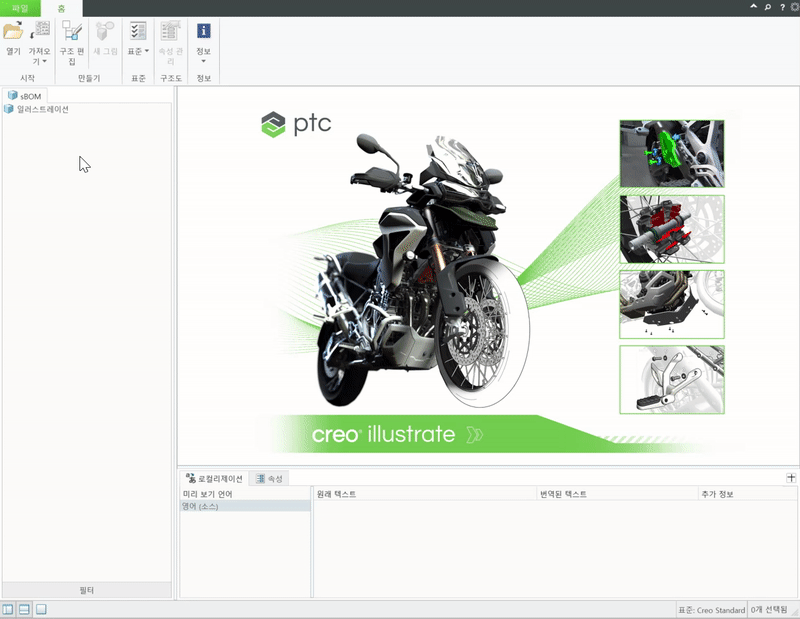 파일
홈
열기
가져오기
구조 편집
새 그림
표준
속성 관리
정보
시작
만들기
표준
구조도
정보
sBOM
일러스트레이션
ptc
creo illustrate
로컬리제이션
속성
미리 보기 언어
원래 텍스트
번역된 텍스트
추가 정보
영어 (소스)
필터
표준: Creo Standard
0개 선택됨